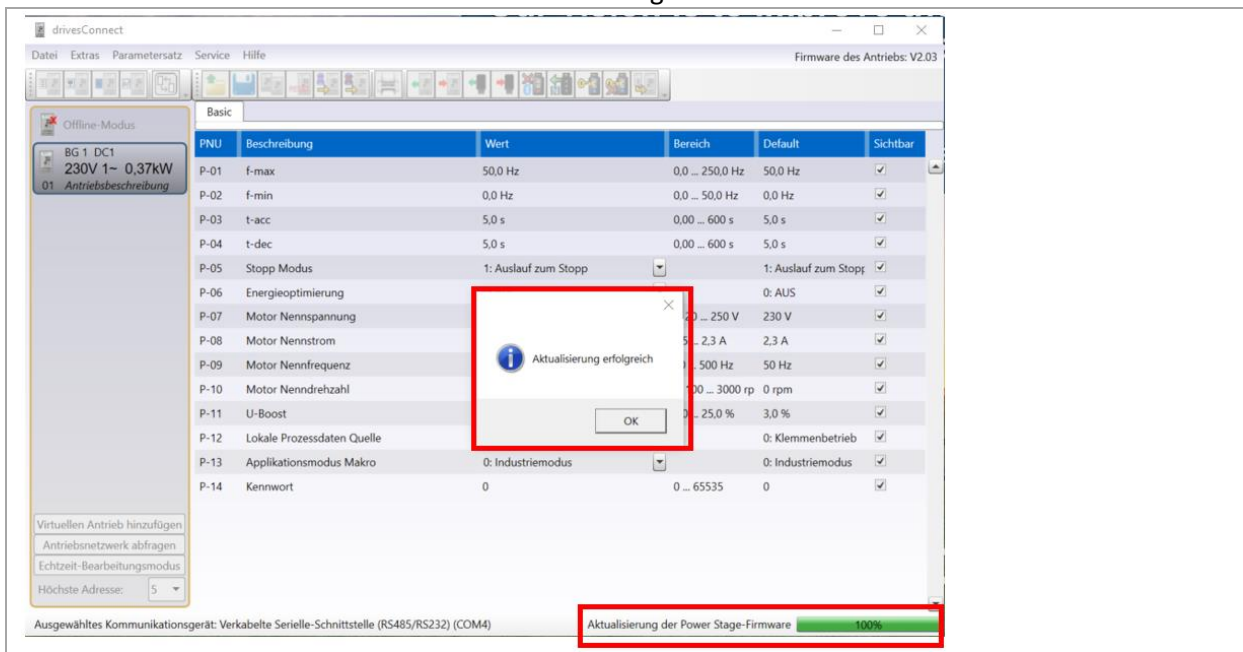 drivesConnect
Datei Extras Parametersatz Service Hilfe Firmware des Antriebs: V2.03
Offline-Modus
BG 1 DC1
230V 1~ 0,37kW
01 Antriebsbeschreibung
Basic
PNU Beschreibung Wert Bereich Default Sichtbar
P-01 f-max 50,0 Hz 0,0 ... 250,0 Hz 50,0 Hz
P-02 f-min 0,0 Hz 0,0 ... 50,0 Hz 0,0 Hz
P-03 t-acc 5,0 s 0,00 ... 600 s 5,0 s
P-04 t-dec 5,0 s 0,00 ... 600 s 5,0 s
P-05 Stopp Modus 1: Auslauf zum Stopp 1: Auslauf zum Stopp
P-06 Energieoptimierung 0: AUS
P-07 Motor Nennspannung ... 250 V 230 V
P-08 Motor Nennstrom ... 2,3 A 2,3 A
P-09 Motor Nennfrequenz ... 500 Hz 50 Hz
P-10 Motor Nenndrehzahl ... 3000 rp 0 rpm
P-11 U-Boost ... 25,0 % 3,0 %
P-12 Lokale Prozessdaten Quelle 0: Klemmenbetrieb
P-13 Applikationsmodus Makro 0: Industriemodus 0: Industriemodus
P-14 Kennwort 0 0 ... 65535 0
Aktualisierung erfolgreich
OK
Virtuellen Antrieb hinzufügen
Antriebsnetzwerk abfragen
Echtzeit-Bearbeitungsmodus
Höchste Adresse: 5
Ausgewähltes Kommunikationsgerät: Verkabelte Serielle-Schnittstelle (RS485/RS232) (COM4) Aktualisierung der Power Stage-Firmware 100%